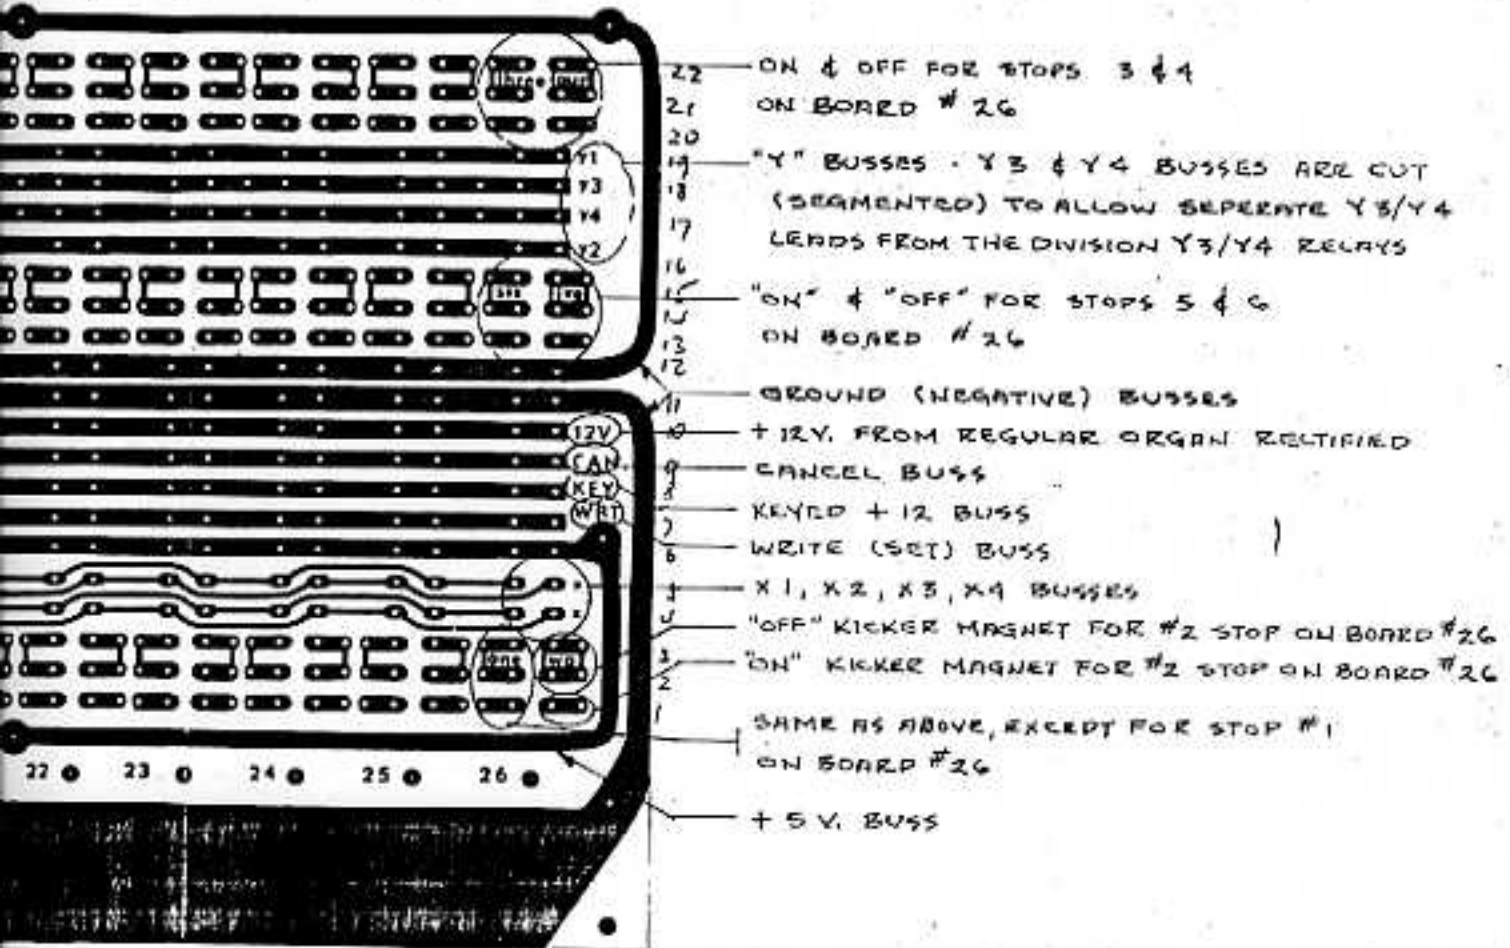 22
ON & OFF FOR STOPS 3 & 4
21
ON BOARD # 26
20
Y1
19
"Y" BUSSES - Y3 & Y4 BUSSES ARE CUT
Y3
18
(SEGMENTED) TO ALLOW SEPERATE Y3/Y4
Y4
17
LEADS FROM THE DIVISION Y3/Y4 RELAYS
Y2
16
15
"ON" & "OFF" FOR STOPS 5 & 6
14
ON BOARD # 26
13
12
11
GROUND (NEGATIVE) BUSSES
12V
10
+ 12V. FROM REGULAR ORGAN RECTIFIED
CAN
9
CANCEL BUSS
KEY
8
KEYED + 12 BUSS
WRT
7
6
WRITE (SET) BUSS
5
X1, X2, X3, X4 BUSSES
4
"OFF" KICKER MAGNET FOR #2 STOP ON BOARD #26
one
3
"ON" KICKER MAGNET FOR #2 STOP ON BOARD #26
2
1
SAME AS ABOVE, EXCEPT FOR STOP #1
ON BOARD #26
22 23 24 25 26
+ 5 V. BUSS